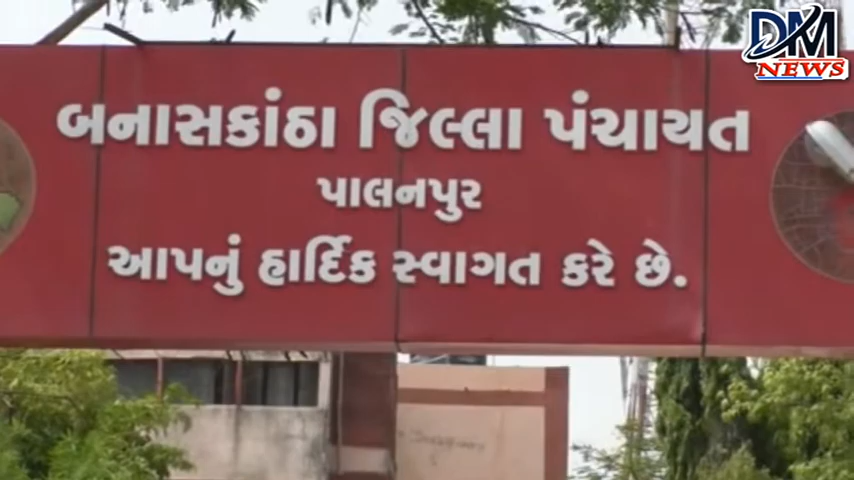 DM
NEWS
બનાસકાંઠા જિલ્લા પંચાયત
પાલનપુર
આપનું હાર્દિક સ્વાગત કરે છે.